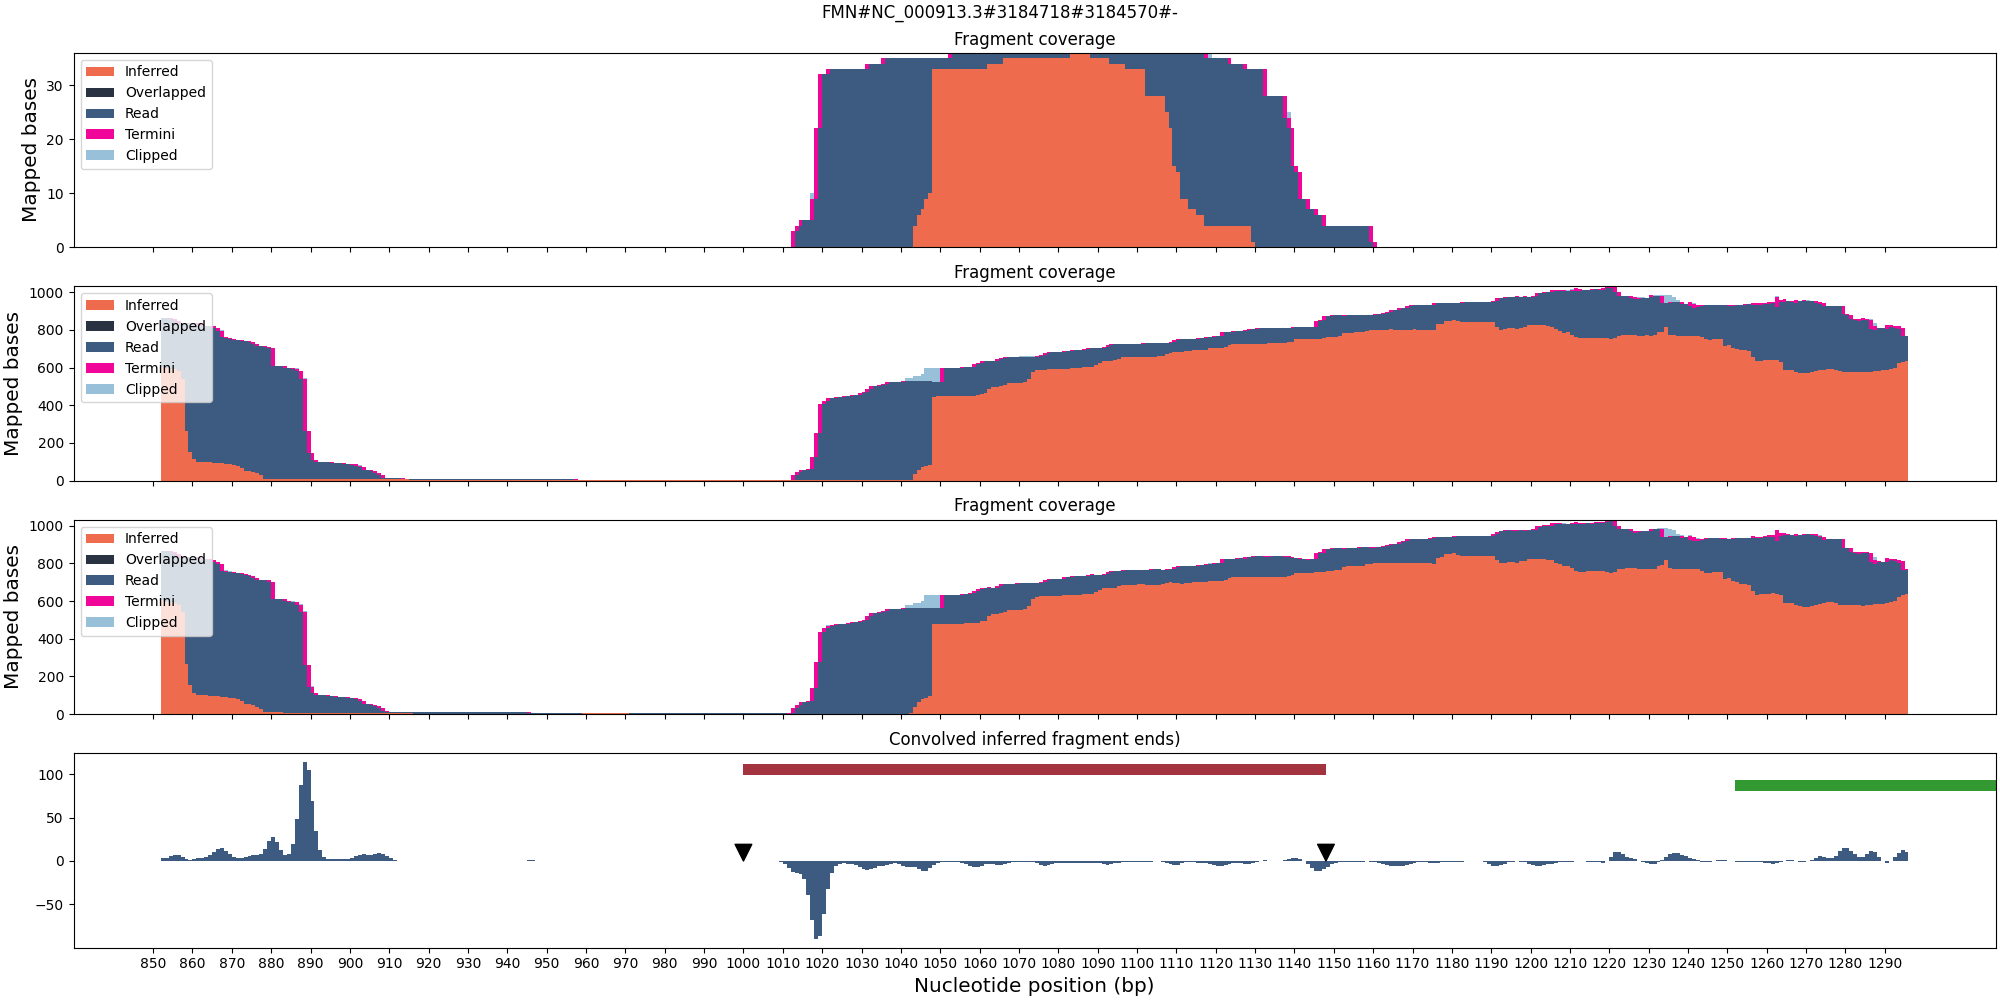 FMN#NC_000913.3#3184718#3184570#-
Fragment coverage
Mapped bases
30
20
10
0
Inferred
Overlapped
Read
Termini
Clipped
Fragment coverage
Mapped bases
1000
800
600
400
200
0
Inferred
Overlapped
Read
Termini
Clipped
Fragment coverage
Mapped bases
1000
800
600
400
200
0
Inferred
Overlapped
Read
Termini
Clipped
Convolved inferred fragment ends)
100
50
0
−50
850 860 870 880 890 900 910 920 930 940 950 960 970 980 990 1000 1010 1020 1030 1040 1050 1060 1070 1080 1090 1100 1110 1120 1130 1140 1150 1160 1170 1180 1190 1200 1210 1220 1230 1240 1250 1260 1270 1280 1290
Nucleotide position (bp)